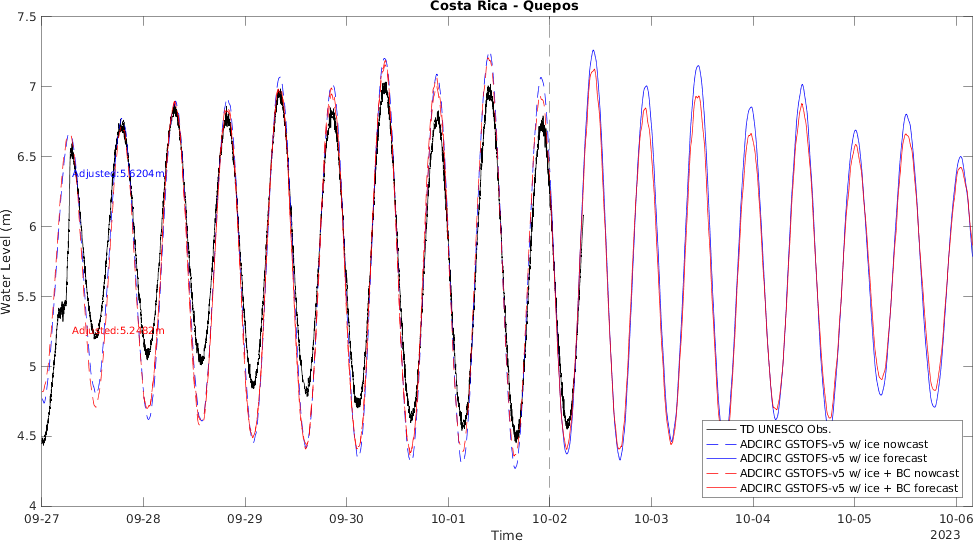 Costa Rica - Quepos
7.5
7
6.5
6
5.5
5
4.5
4
Water Level (m)
Adjusted:5.6204m
Adjusted:5.2482m
TD UNESCO Obs.
ADCIRC GSTOFS-v5 w/ ice nowcast
ADCIRC GSTOFS-v5 w/ ice forecast
ADCIRC GSTOFS-v5 w/ ice + BC nowcast
ADCIRC GSTOFS-v5 w/ ice + BC forecast
09-27 09-28 09-29 09-30 10-01 10-02 10-03 10-04 10-05 10-06
Time
2023